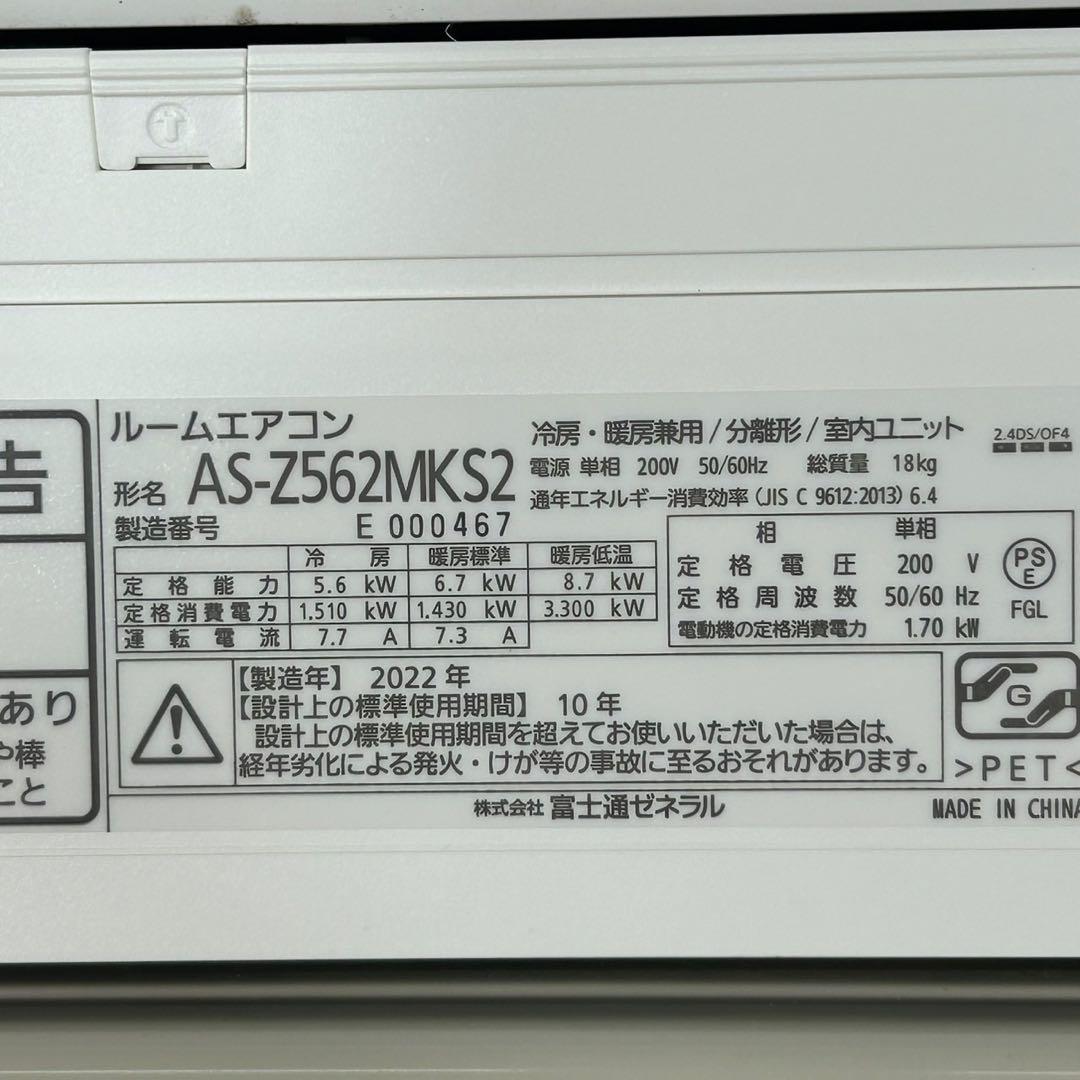 告
あり
や棒
こと
ルームエアコン
形名 AS-Z562MKS2
製造番号 E 000467
冷房・暖房兼用/分離形/室内ユニット
電源 単相 200V 50/60Hz 総質量 18kg
通年エネルギー消費効率(JIS C 9612:2013) 6.4
2.4DS/OF4
冷房 暖房標準 暖房低温
定格能力 5.6 kW 6.7 kW 8.7 kW
定格消費電力 1.510 kW 1.430 kW 3.300 kW
運転電流 7.7 A 7.3 A
相 単相
定格電圧 200 V
定格周波数 50/60 Hz
電動機の定格消費電力 1.70 kW
PS
E
FGL
【製造年】 2022年
【設計上の標準使用期間】 10年
設計上の標準使用期間を超えてお使いいただいた場合は、
経年劣化による発火・けが等の事故に至るおそれがあります。
G
>PET<
株式会社 富士通ゼネラル
MADE IN CHINA